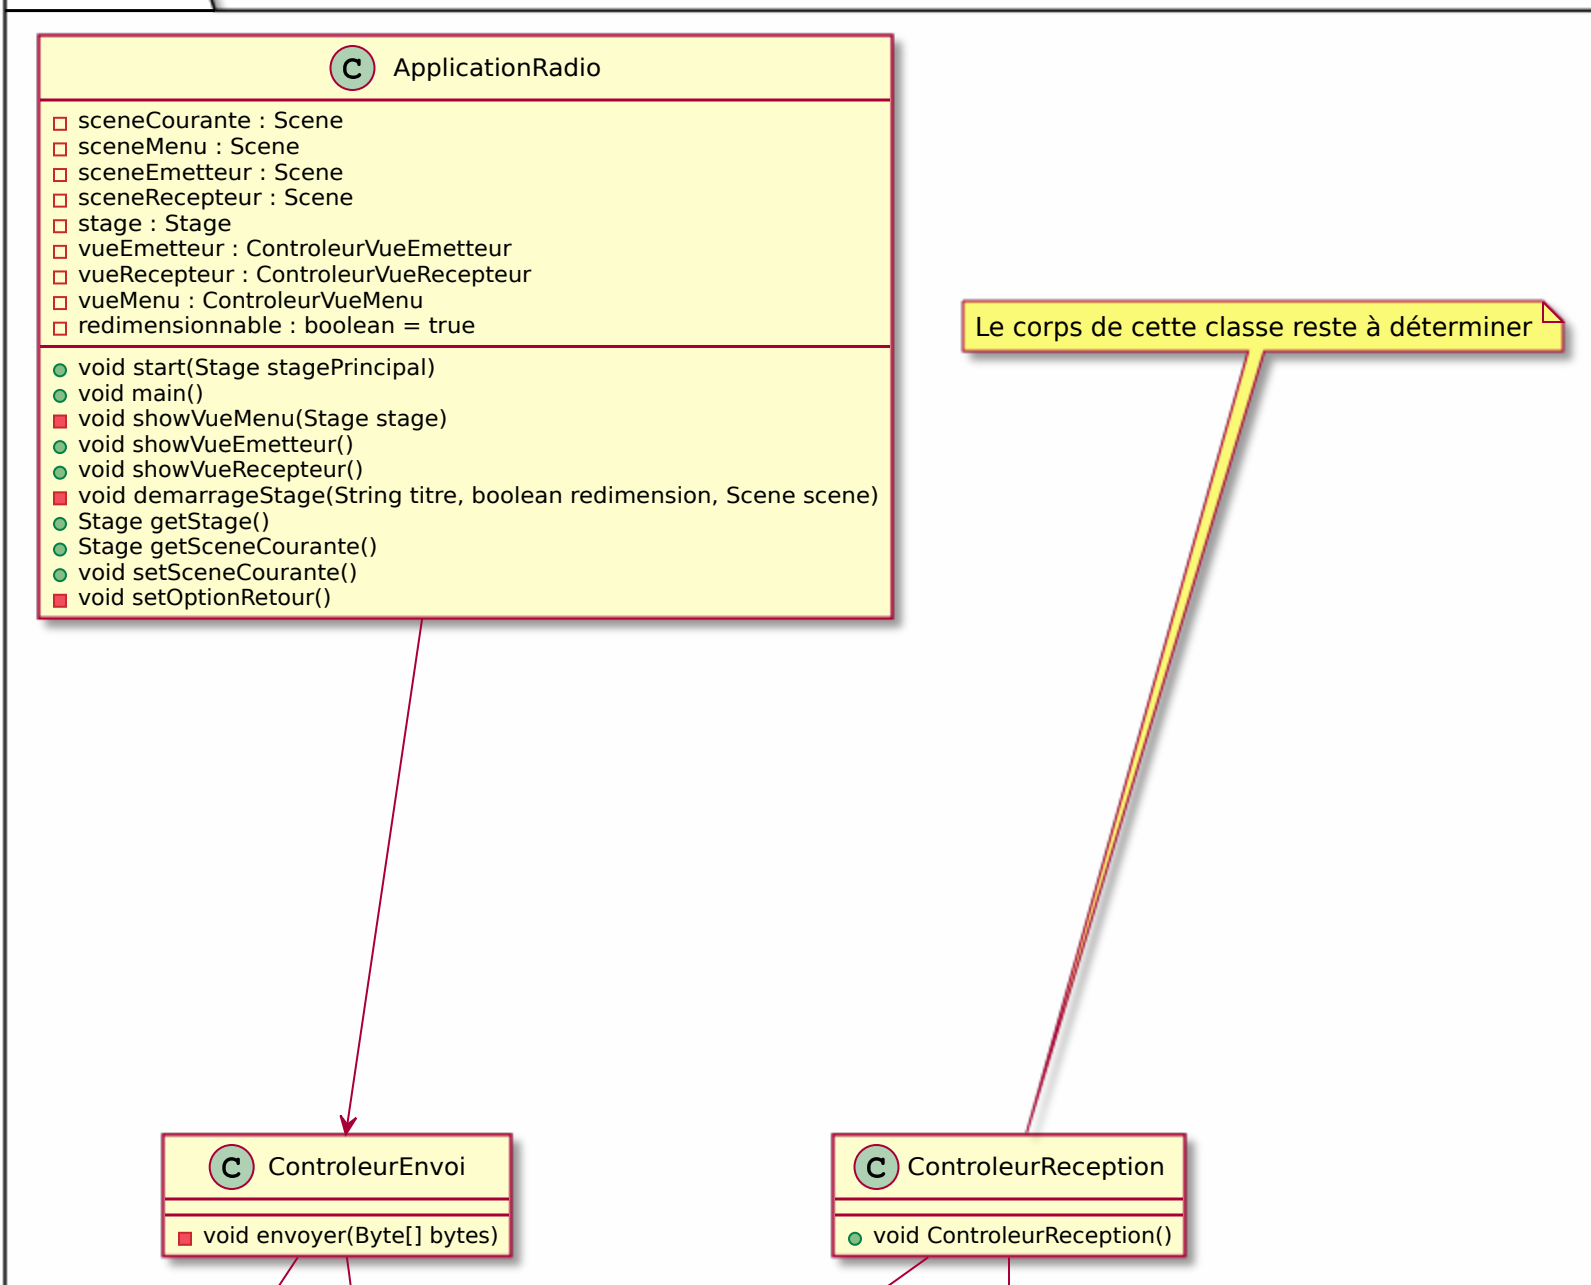 C ApplicationRadio
sceneCourante : Scene
sceneMenu : Scene
sceneEmetteur : Scene
sceneRecepteur : Scene
stage : Stage
vueEmetteur : ControleurVueEmetteur
vueRecepteur : ControleurVueRecepteur
vueMenu : ControleurVueMenu
redimensionnable : boolean = true
void start(Stage stagePrincipal)
void main()
void showVueMenu(Stage stage)
void showVueEmetteur()
void showVueRecepteur()
void demarrageStage(String titre, boolean redimension, Scene scene)
Stage getStage()
Stage getSceneCourante()
void setSceneCourante()
void setOptionRetour()
Le corps de cette classe reste à déterminer
C ControleurEnvoi
void envoyer(Byte[] bytes)
C ControleurReception
void ControleurReception()